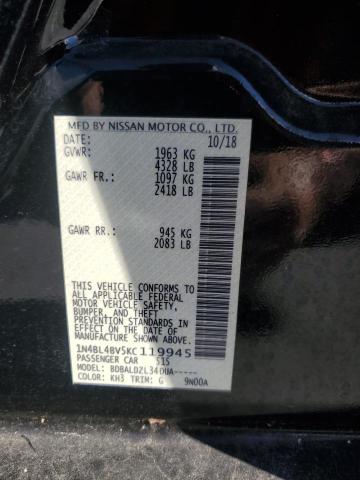 MFD BY NISSAN MOTOR CO., LTD.
DATE: 10/18
GVWR: 1963 KG
4328 LB
GAWR FR.: 1097 KG
2418 LB
GAWR RR.: 945 KG
2083 LB
THIS VEHICLE CONFORMS TO
ALL APPLICABLE FEDERAL
MOTOR VEHICLE SAFETY,
BUMPER, AND THEFT
PREVENTION STANDARDS
IN EFFECT ON THE DATE OF
MANUFACTURE SHOWN ABOVE.
1N4BL4BV5KC119945
PASSENGER CAR 515
MODEL: BDBALDZL34DUA-----
COLOR: KH3 TRIM: G 9N00A